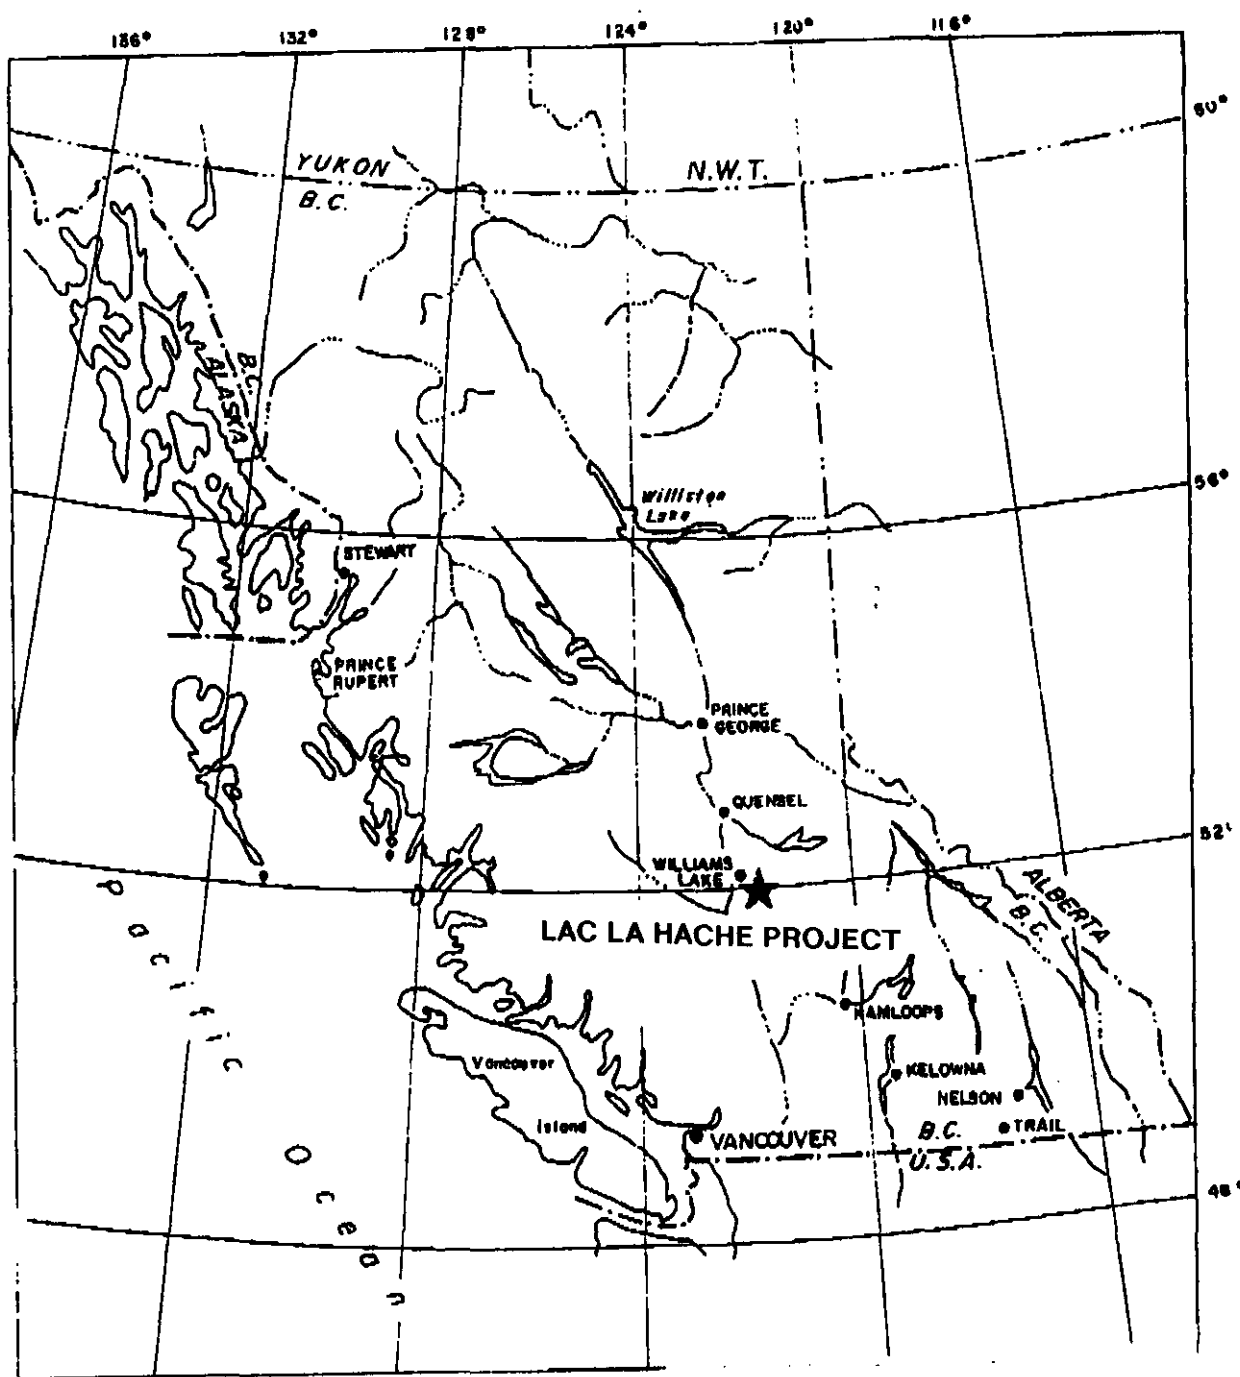 136° 132° 128° 124° 120° 116°
60°
YUKON
N.W.T.
B.C.
B.C.
ALASKA
56°
Williston
Lake
STEWART
PRINCE
RUPERT
PRINCE
GEORGE
QUENSEL
52°
WILLIAMS
LAKE
ALBERTA
B.C.
LAC LA HACHE PROJECT
Pacific Ocean
KAMLOOPS
Vancouver
Island
KELOWNA
NELSON
TRAIL
VANCOUVER
B.C.
U.S.A.
48°